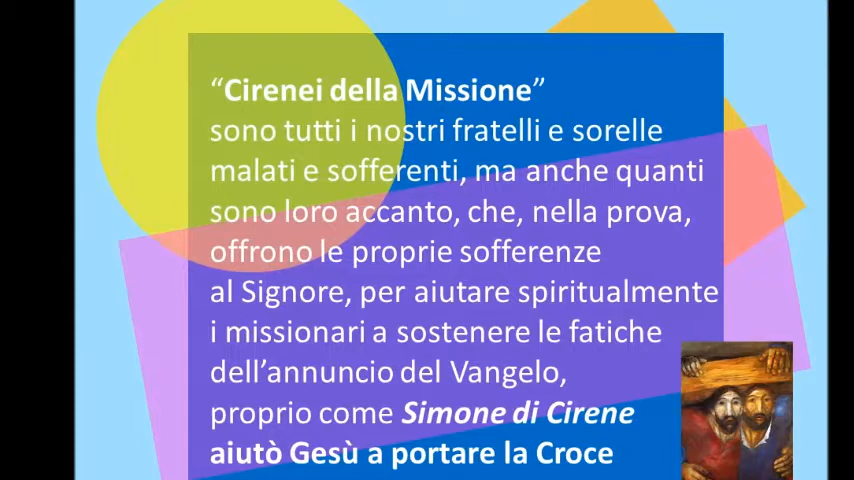 “Cirenei della Missione”
sono tutti i nostri fratelli e sorelle
malati e sofferenti, ma anche quanti
sono loro accanto, che, nella prova,
offrono le proprie sofferenze
al Signore, per aiutare spiritualmente
i missionari a sostenere le fatiche
dell’annuncio del Vangelo,
proprio come Simone di Cirene
aiutò Gesù a portare la Croce